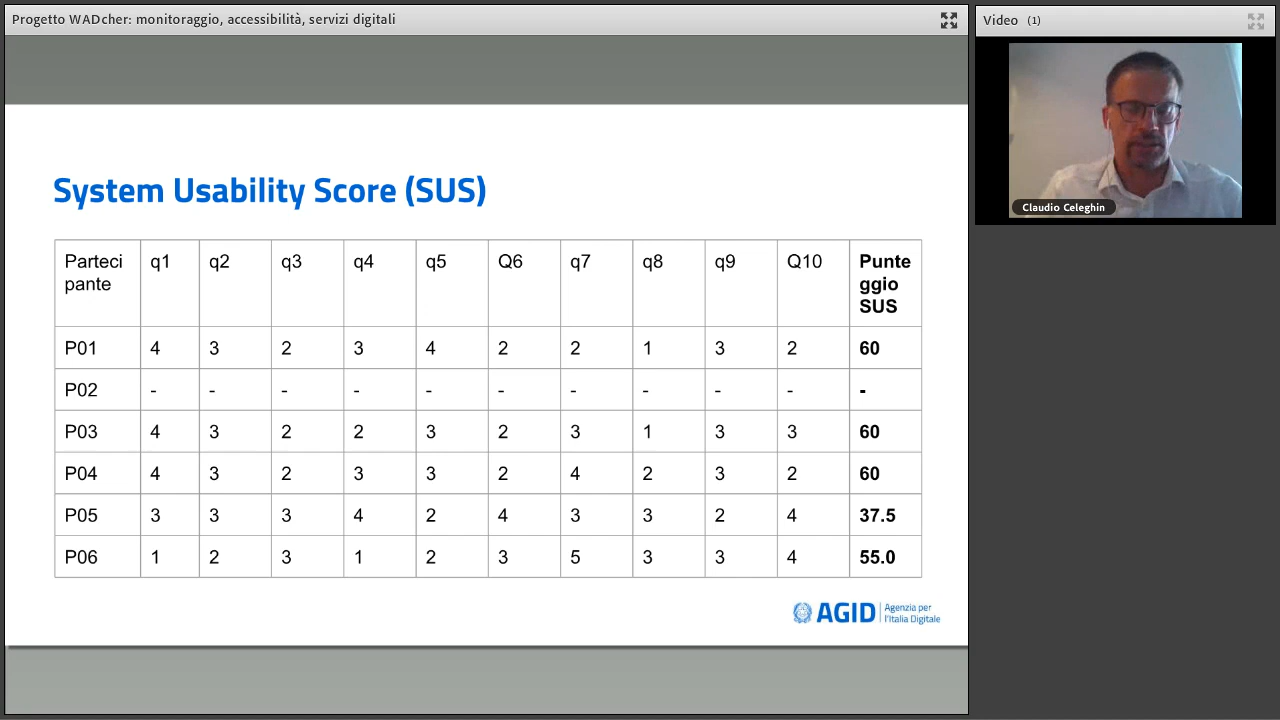 Progetto WADcher: monitoraggio, accessibilità, servizi digitali
Video (1)
Claudio Celeghin
System Usability Score (SUS)
Parteci pante q1 q2 q3 q4 q5 Q6 q7 q8 q9 Q10 Punte ggio SUS
P01 4 3 2 3 4 2 2 1 3 2 60
P02 - - - - - - - - - - -
P03 4 3 2 2 3 2 3 1 3 3 60
P04 4 3 2 3 3 2 4 2 3 2 60
P05 3 3 3 4 2 4 3 3 2 4 37.5
P06 1 2 3 1 2 3 5 3 3 4 55.0
AGID Agenzia per
l'Italia Digitale